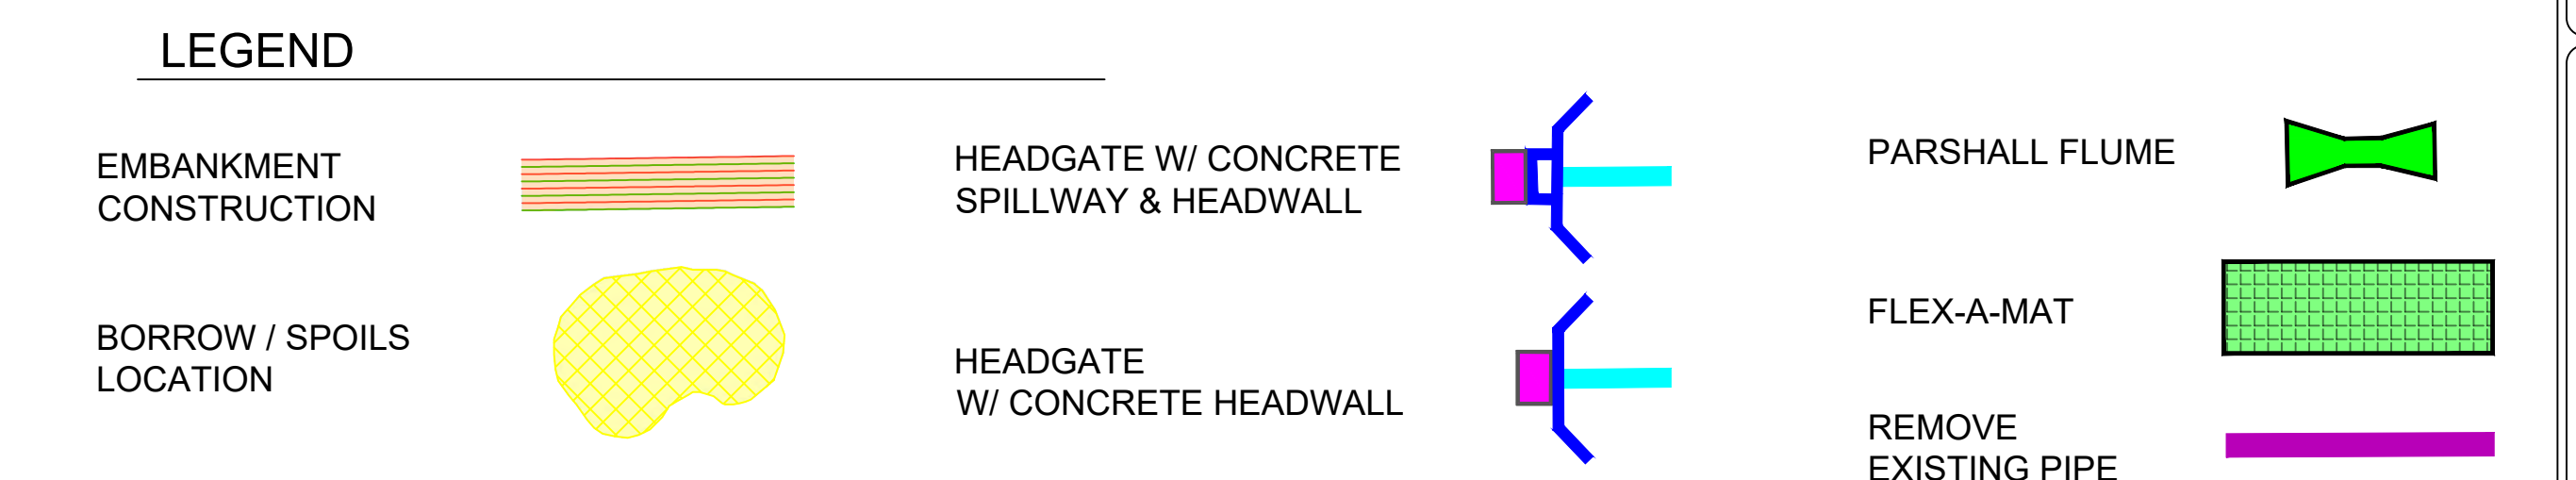 LEGEND
EMBANKMENT
CONSTRUCTION
BORROW / SPOILS
LOCATION
HEADGATE W/ CONCRETE
SPILLWAY & HEADWALL
HEADGATE
W/ CONCRETE HEADWALL
PARSHALL FLUME
FLEX-A-MAT
REMOVE
EXISTING PIPE